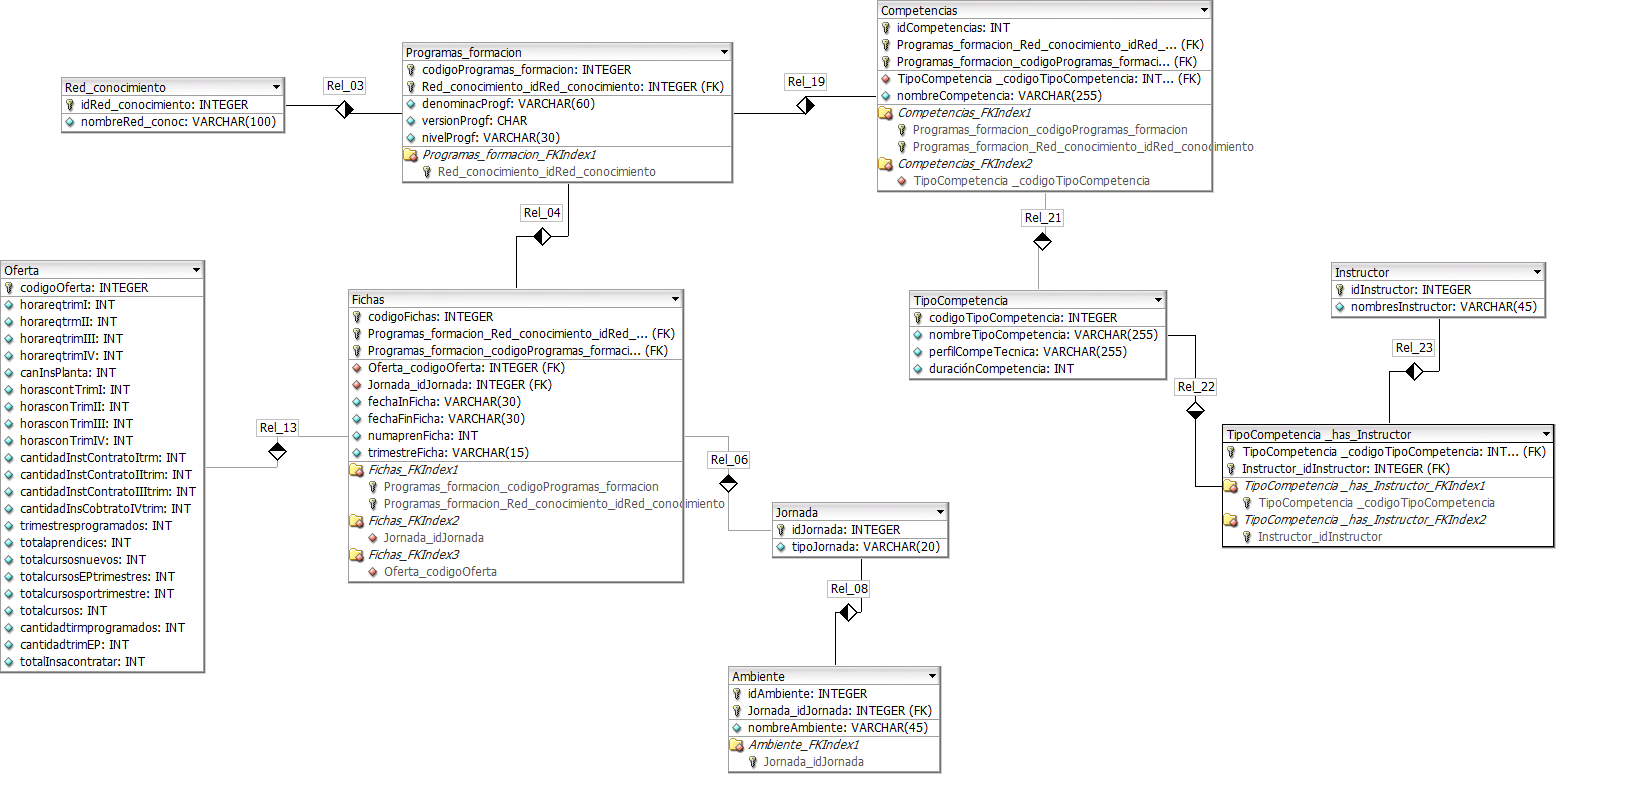 Red_conocimiento
idRed_conocimiento: INTEGER
nombreRed_conoc: VARCHAR(100)
Rel_03
Programas_formacion
codigoProgramas_formacion: INTEGER
Red_conocimiento_idRed_conocimiento: INTEGER (FK)
denominacProgf: VARCHAR(60)
versionProgf: CHAR
nivelProgf: VARCHAR(30)
Programas_formacion_FKIndex1
Red_conocimiento_idRed_conocimiento
Rel_19
Competencias
idCompetencias: INT
Programas_formacion_Red_conocimiento_idRed_... (FK)
Programas_formacion_codigoProgramas_formaci... (FK)
TipoCompetencia _codigoTipoCompetencia: INT... (FK)
nombreCompetencia: VARCHAR(255)
Competencias_FKIndex1
Programas_formacion_codigoProgramas_formacion
Programas_formacion_Red_conocimiento_idRed_conocimiento
Competencias_FKIndex2
TipoCompetencia _codigoTipoCompetencia
Rel_04
Rel_21
Oferta
codigoOferta: INTEGER
horareqtrimI: INT
horareqtrmII: INT
horareqtrimIII: INT
horareqtrimIV: INT
canInsPlanta: INT
horascontTrimI: INT
horasconTrimII: INT
horasconTrimIII: INT
horasconTrimIV: INT
cantidadInstContratoItrm: INT
cantidadInstContratoIItrim: INT
cantidadInstContratoIIItrim: INT
cantidadInsCobtratoIVtrim: INT
trimestresprogramados: INT
totalaprendices: INT
totalcursosnuevos: INT
totalcursosEPtrimestres: INT
totalcursosportrimestre: INT
totalcursos: INT
cantidadtirmprogramados: INT
cantidadtrimEP: INT
totalInsacontratar: INT
Rel_13
Fichas
codigoFichas: INTEGER
Programas_formacion_Red_conocimiento_idRed_... (FK)
Programas_formacion_codigoProgramas_formaci... (FK)
Oferta_codigoOferta: INTEGER (FK)
Jornada_idJornada: INTEGER (FK)
fechaInFicha: VARCHAR(30)
fechaFinFicha: VARCHAR(30)
numaprenFicha: INT
trimestreFicha: VARCHAR(15)
Fichas_FKIndex1
Programas_formacion_codigoProgramas_formacion
Programas_formacion_Red_conocimiento_idRed_conocimiento
Fichas_FKIndex2
Jornada_idJornada
Fichas_FKIndex3
Oferta_codigoOferta
Rel_06
TipoCompetencia
codigoTipoCompetencia: INTEGER
nombreTipoCompetencia: VARCHAR(255)
perfilCompeTecnica: VARCHAR(255)
duraciónCompetencia: INT
Rel_22
Instructor
idInstructor: INTEGER
nombresInstructor: VARCHAR(45)
Rel_23
TipoCompetencia _has_Instructor
TipoCompetencia _codigoTipoCompetencia: INT... (FK)
Instructor_idInstructor: INTEGER (FK)
TipoCompetencia _has_Instructor_FKIndex1
TipoCompetencia _codigoTipoCompetencia
TipoCompetencia _has_Instructor_FKIndex2
Instructor_idInstructor
Jornada
idJornada: INTEGER
tipoJornada: VARCHAR(20)
Rel_08
Ambiente
idAmbiente: INTEGER
Jornada_idJornada: INTEGER (FK)
nombreAmbiente: VARCHAR(45)
Ambiente_FKIndex1
Jornada_idJornada